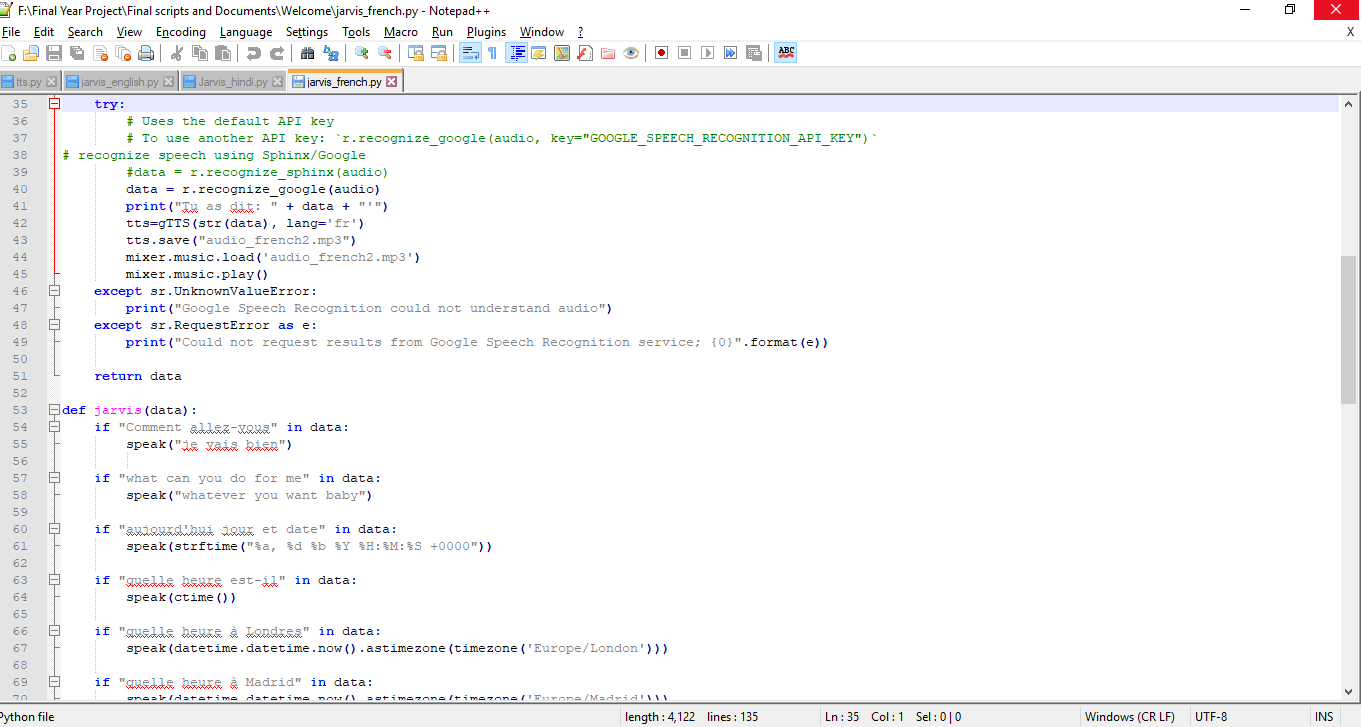 F:\Final Year Project\Final scripts and Documents\Welcome\jarvis_french.py - Notepad++
File Edit Search View Encoding Language Settings Tools Macro Run Plugins Window ? X
ABC
tts.py jarvis_english.py Jarvis_hindi.py jarvis_french.py
35 try:
36 # Uses the default API key
37 # To use another API key: `r.recognize_google(audio, key="GOOGLE_SPEECH_RECOGNITION_API_KEY")`
38 # recognize speech using Sphinx/Google
39 #data = r.recognize_sphinx(audio)
40 data = r.recognize_google(audio)
41 print("Tu as dit: " + data + "'")
42 tts=gTTS(str(data), lang='fr')
43 tts.save("audio_french2.mp3")
44 mixer.music.load('audio_french2.mp3')
45 mixer.music.play()
46 except sr.UnknownValueError:
47 print("Google Speech Recognition could not understand audio")
48 except sr.RequestError as e:
49 print("Could not request results from Google Speech Recognition service; {0}".format(e))
50
51 return data
52
53 def jarvis(data):
54 if "Comment allez-vous" in data:
55 speak("je vais bien")
56
57 if "what can you do for me" in data:
58 speak("whatever you want baby")
59
60 if "aujourd'hui jour et date" in data:
61 speak(strftime("%a, %d %b %Y %H:%M:%S +0000"))
62
63 if "quelle heure est-il" in data:
64 speak(ctime())
65
66 if "quelle heure à Londres" in data:
67 speak(datetime.datetime.now().astimezone(timezone('Europe/London')))
68
69 if "quelle heure à Madrid" in data:
70 speak(datetime.datetime.now().astimezone(timezone('Europe/Madrid')))
Python file length : 4,122 lines : 135 Ln : 35 Col : 1 Sel : 0 | 0 Windows (CR LF) UTF-8 INS